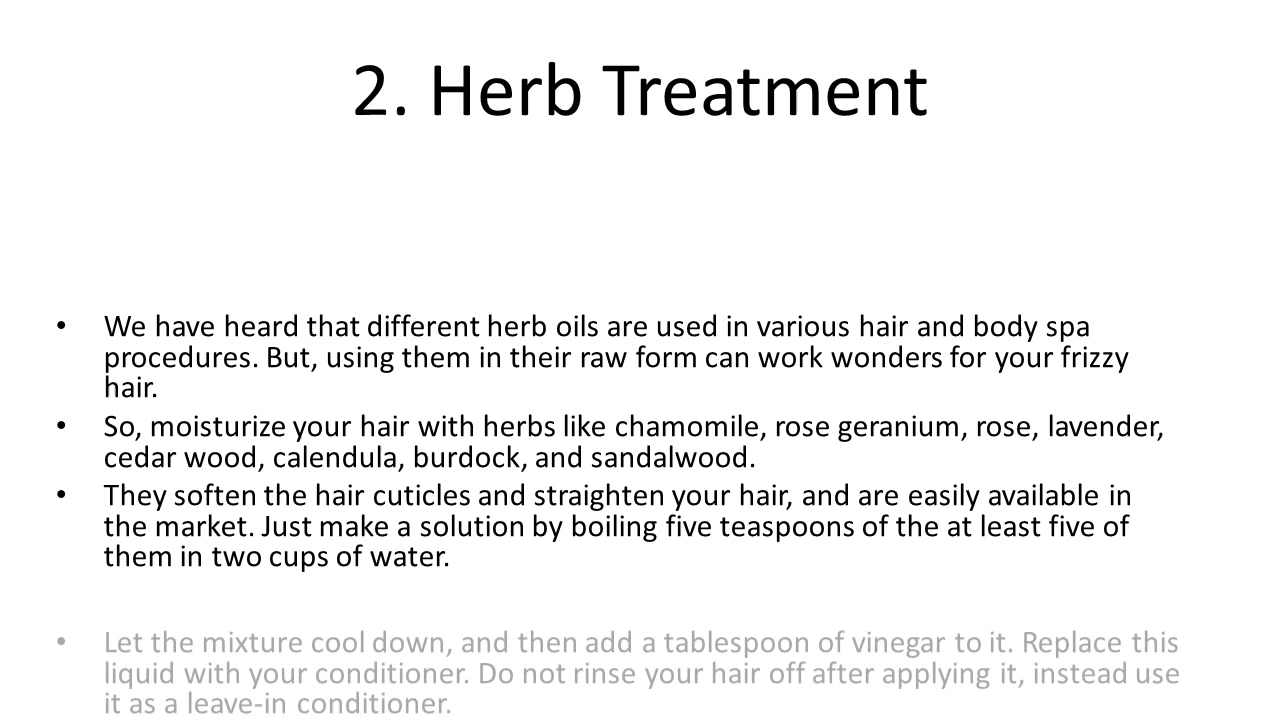 2. Herb Treatment
• We have heard that different herb oils are used in various hair and body spa
procedures. But, using them in their raw form can work wonders for your frizzy
hair.
• So, moisturize your hair with herbs like chamomile, rose geranium, rose, lavender,
cedar wood, calendula, burdock, and sandalwood.
• They soften the hair cuticles and straighten your hair, and are easily available in
the market. Just make a solution by boiling five teaspoons of the at least five of
them in two cups of water.
• Let the mixture cool down, and then add a tablespoon of vinegar to it. Replace this
liquid with your conditioner. Do not rinse your hair off after applying it, instead use
it as a leave-in conditioner.